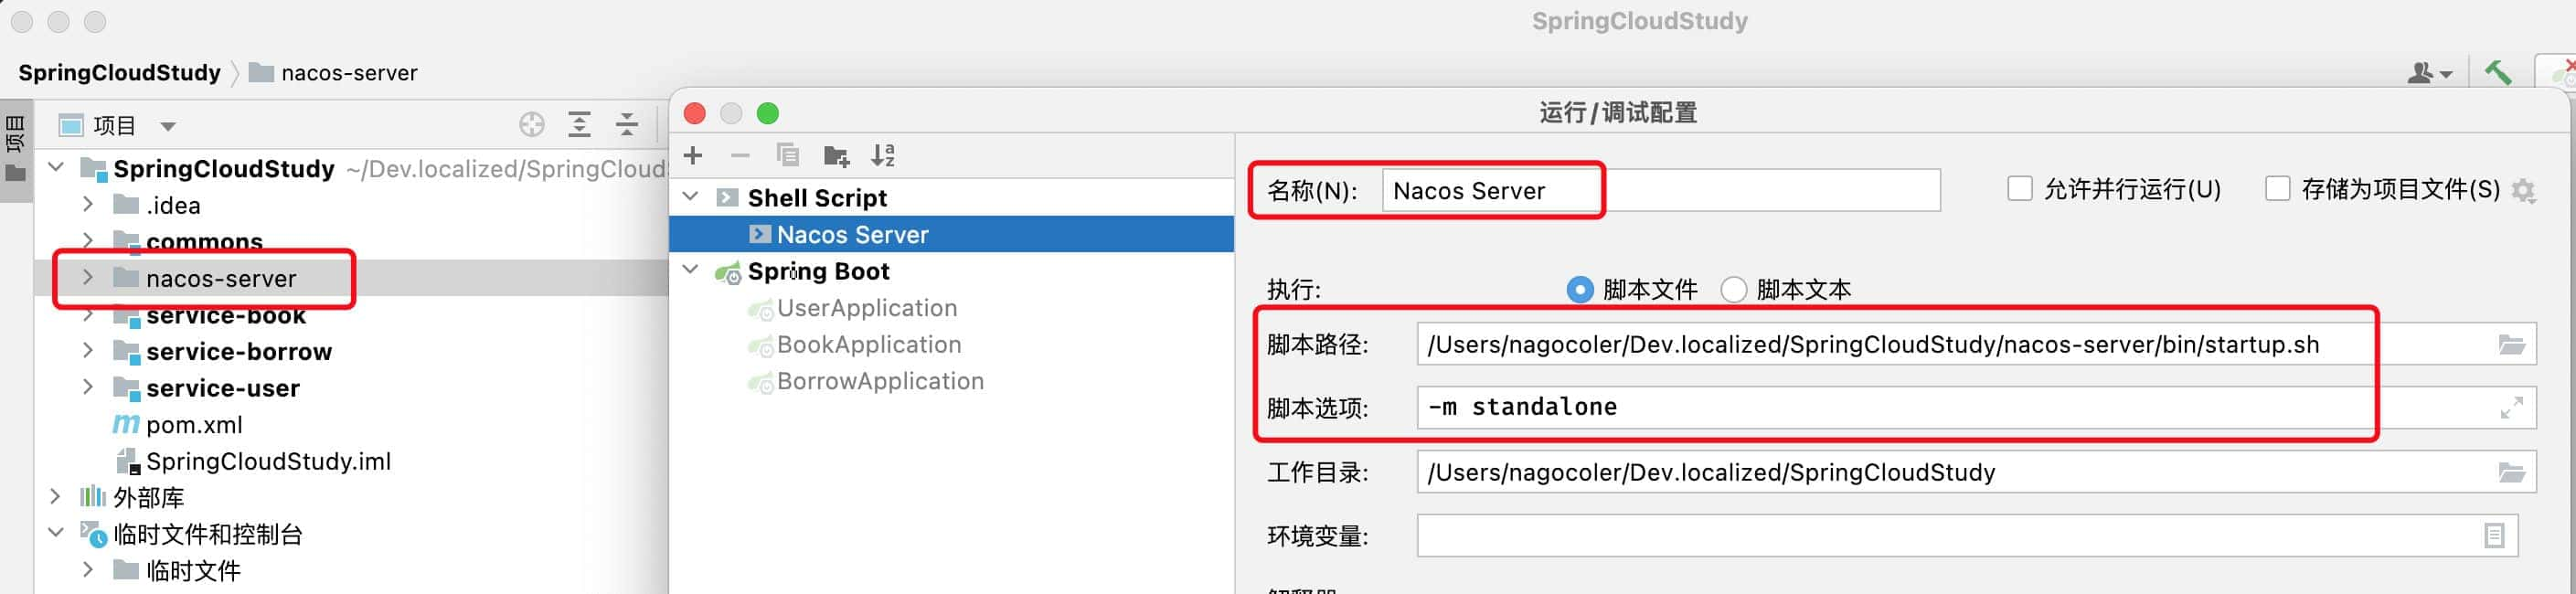 SpringCloudStudy
SpringCloudStudy nacos-server
运行/调试配置
项目
项目
SpringCloudStudy ~/Dev.localized/SpringClouds
.idea
commons
nacos-server
service-book
service-borrow
service-user
pom.xml
SpringCloudStudy.iml
外部库
临时文件和控制台
临时文件
Shell Script
Nacos Server
Spring Boot
UserApplication
BookApplication
BorrowApplication
名称(N): Nacos Server 允许并行运行(U) 存储为项目文件(S)
执行: 脚本文件 脚本文本
脚本路径: /Users/nagocoler/Dev.localized/SpringCloudStudy/nacos-server/bin/startup.sh
脚本选项: -m standalone
工作目录: /Users/nagocoler/Dev.localized/SpringCloudStudy
环境变量: